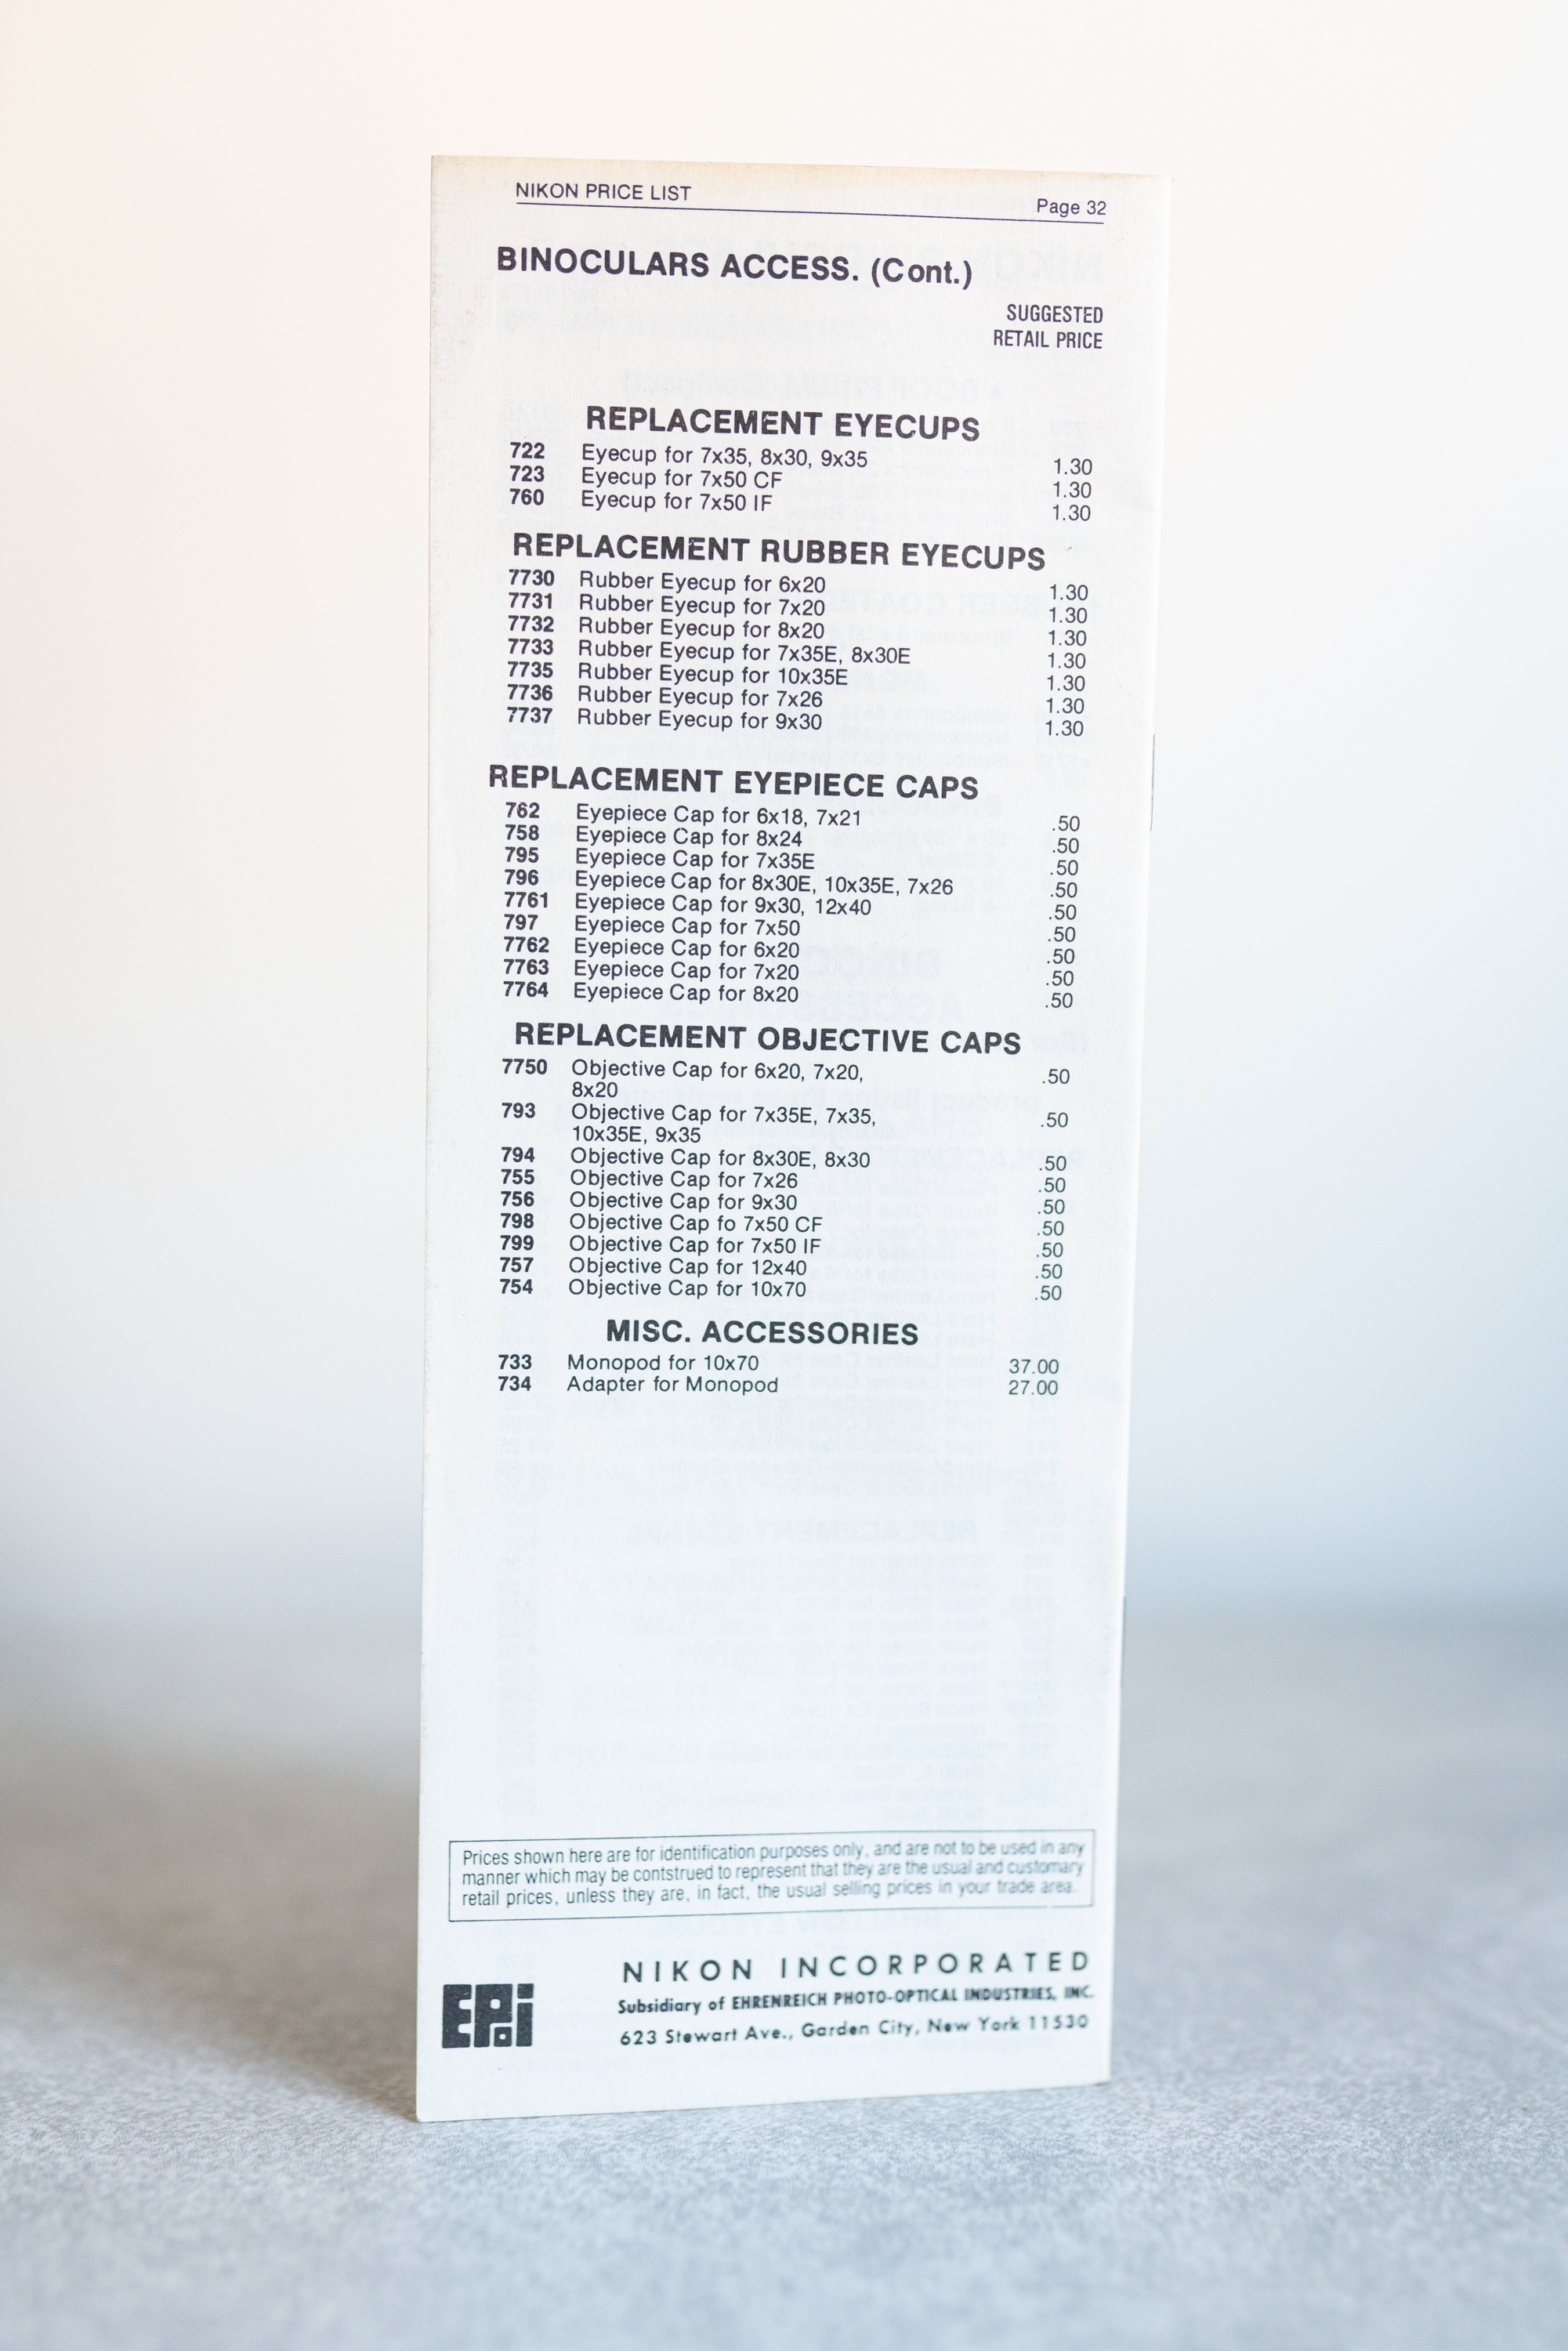 NIKON PRICE LIST Page 32
BINOCULARS ACCESS. (Cont.)
SUGGESTED
RETAIL PRICE
REPLACEMENT EYECUPS
722 Eyecup for 7x35, 8x30, 9x35 1.30
723 Eyecup for 7x50 CF 1.30
760 Eyecup for 7x50 IF 1.30
REPLACEMENT RUBBER EYECUPS
7730 Rubber Eyecup for 6x20 1.30
7731 Rubber Eyecup for 7x20 1.30
7732 Rubber Eyecup for 8x20 1.30
7733 Rubber Eyecup for 7x35E, 8x30E 1.30
7735 Rubber Eyecup for 10x35E 1.30
7736 Rubber Eyecup for 7x26 1.30
7737 Rubber Eyecup for 9x30 1.30
REPLACEMENT EYEPIECE CAPS
762 Eyepiece Cap for 6x18, 7x21 .50
758 Eyepiece Cap for 8x24 .50
795 Eyepiece Cap for 7x35E .50
796 Eyepiece Cap for 8x30E, 10x35E, 7x26 .50
7761 Eyepiece Cap for 9x30, 12x40 .50
797 Eyepiece Cap for 7x50 .50
7762 Eyepiece Cap for 6x20 .50
7763 Eyepiece Cap for 7x20 .50
7764 Eyepiece Cap for 8x20 .50
REPLACEMENT OBJECTIVE CAPS
7750 Objective Cap for 6x20, 7x20, .50
8x20
793 Objective Cap for 7x35E, 7x35, .50
10x35E, 9x35
794 Objective Cap for 8x30E, 8x30 .50
755 Objective Cap for 7x26 .50
756 Objective Cap for 9x30 .50
798 Objective Cap fo 7x50 CF .50
799 Objective Cap for 7x50 IF .50
757 Objective Cap for 12x40 .50
754 Objective Cap for 10x70 .50
MISC. ACCESSORIES
733 Monopod for 10x70 37.00
734 Adapter for Monopod 27.00
Prices shown here are for identification purposes only, and are not to be used in any
manner which may be contstrued to represent that they are the usual and customary
retail prices, unless they are, in fact, the usual selling prices in your trade area.
EPOI
NIKON INCORPORATED
Subsidiary of EHRENREICH PHOTO-OPTICAL INDUSTRIES, INC.
623 Stewart Ave., Garden City, New York 11530